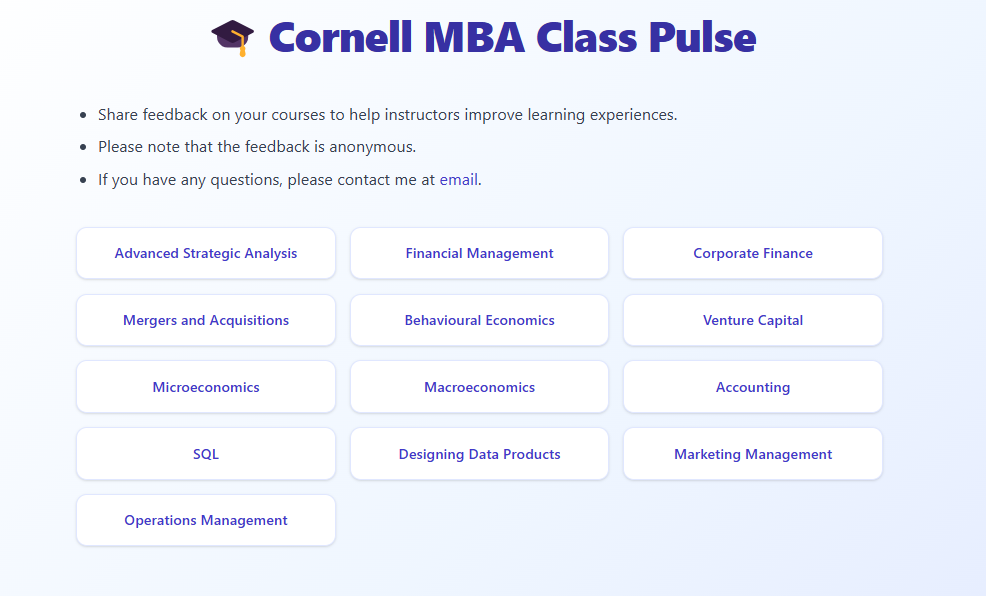 Cornell MBA Class Pulse
Share feedback on your courses to help instructors improve learning experiences.
Please note that the feedback is anonymous.
If you have any questions, please contact me at email.
Advanced Strategic Analysis
Financial Management
Corporate Finance
Mergers and Acquisitions
Behavioural Economics
Venture Capital
Microeconomics
Macroeconomics
Accounting
SQL
Designing Data Products
Marketing Management
Operations Management